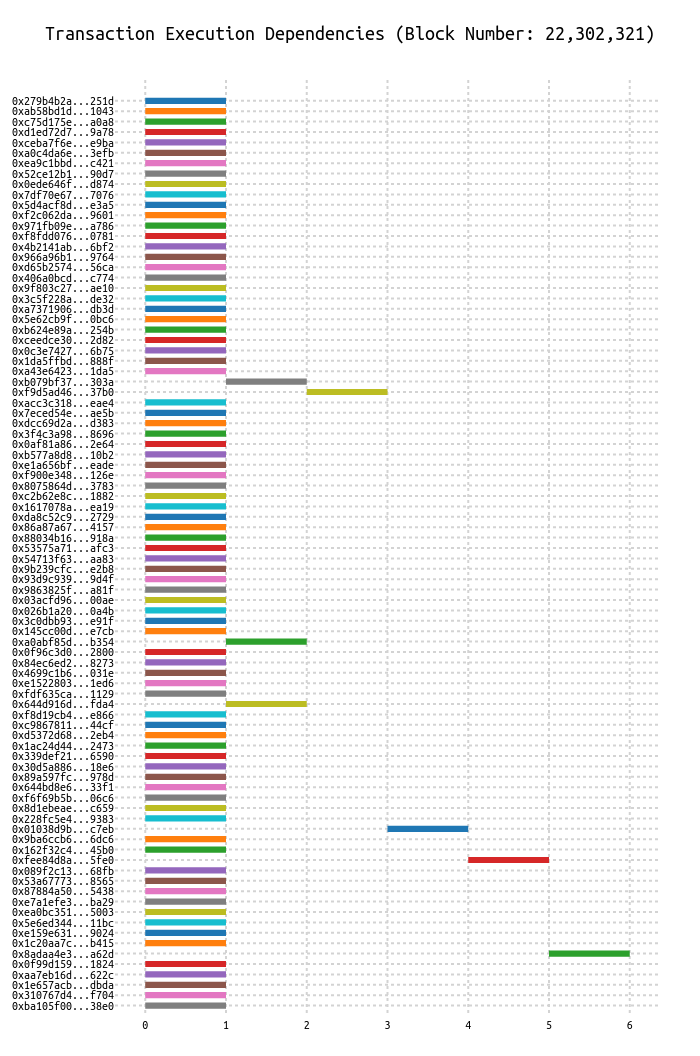 Transaction Execution Dependencies (Block Number: 22,302,321)
0x279b4b2a...251d
0xab58bd1d...1043
0xc75d175e...a0a8
0xd1ed72d7...9a78
0xceba7f6e...e9ba
0xa0c4da6e...3efb
0xea9c1bbd...c421
0x52ce12b1...90d7
0x0ede646f...d874
0x7df70e67...7076
0x5d4acf8d...e3a5
0xf2c062da...9601
0x971fb09e...a786
0xf8fdd076...0781
0x4b2141ab...6bf2
0x966a96b1...9764
0xd65b2574...56ca
0x406a0bcd...c774
0x9f803c27...ae10
0x3c5f228a...de32
0xa7371906...db3d
0x5e62cb9f...0bc6
0xb624e89a...254b
0xceedce30...2d82
0x0c3e7427...6b75
0x1da5ffbd...888f
0xa43e6423...1da5
0xb079bf37...303a
0xf9d5ad46...37b0
0xacc3c318...eae4
0x7eced54e...ae5b
0xdcc69d2a...d383
0x3f4c3a98...8696
0x0af81a86...2e64
0xb577a8d8...10b2
0xe1a656bf...eade
0xf900e348...126e
0x8075864d...3783
0xc2b62e8c...1882
0x1617078a...ea19
0xda8c52c9...2729
0x86a87a67...4157
0x88034b16...918a
0x53575a71...afc3
0x54713f63...aa83
0x9b239cfc...e2b8
0x93d9c939...9d4f
0x9863825f...a81f
0x03acfd96...00ae
0x026b1a20...0a4b
0x3c0dbb93...e91f
0x145cc00d...e7cb
0xa0abf85d...b354
0x0f96c3d0...2800
0x84ec6ed2...8273
0x4699c1b6...031e
0xe1522803...1ed6
0xfdf635ca...1129
0x644d916d...fda4
0xf8d19cb4...e866
0xc9867811...44cf
0xd5372d68...2eb4
0x1ac24d44...2473
0x339def21...6590
0x30d5a886...18e6
0x89a597fc...978d
0x644bd8e6...33f1
0xf6f69b5b...06c6
0x8d1ebeae...c659
0x228fc5e4...9383
0x01038d9b...c7eb
0x9ba6ccb6...6dc6
0x162f32c4...45b0
0xfee84d8a...5fe0
0x089f2c13...68fb
0x53a67773...8565
0x87884a50...5438
0xe7a1efe3...ba29
0xea0bc351...5003
0x5e6ed344...11bc
0xe159e631...9024
0x1c20aa7c...b415
0x8adaa4e3...a62d
0x0f99d159...1824
0xaa7eb16d...622c
0x1e657acb...dbda
0x310767d4...f704
0xba105f00...38e0
0 1 2 3 4 5 6